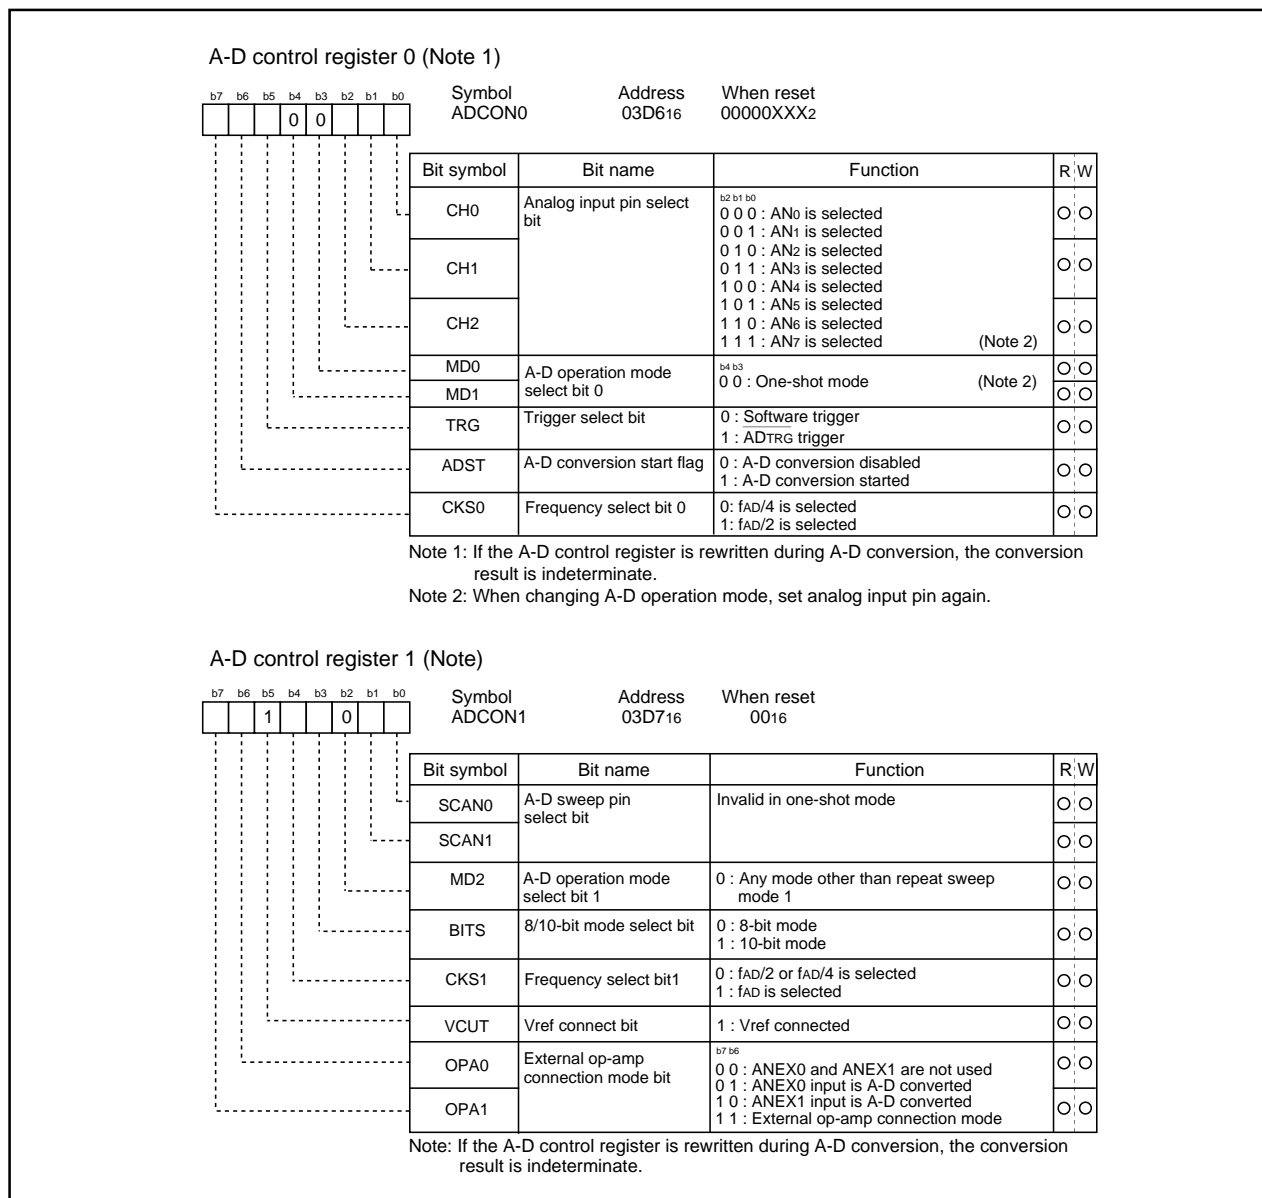 A-D control register 0 (Note 1)
b7 b6 b5 b4 b3 b2 b1 b0
0 0
Symbol Address When reset
ADCON0 03D616 00000XXX2
Bit symbol Bit name Function R W
CH0 Analog input pin select bit
b2 b1 b0
0 0 0 : AN0 is selected
0 0 1 : AN1 is selected
0 1 0 : AN2 is selected
CH1
0 1 1 : AN3 is selected
1 0 0 : AN4 is selected
1 0 1 : AN5 is selected
CH2
1 1 0 : AN6 is selected
1 1 1 : AN7 is selected (Note 2)
MD0 A-D operation mode select bit 0
b4 b3
0 0 : One-shot mode (Note 2)
MD1
TRG Trigger select bit
0 : Software trigger
1 : ADTRG trigger
ADST A-D conversion start flag
0 : A-D conversion disabled
1 : A-D conversion started
CKS0 Frequency select bit 0
0: fAD/4 is selected
1: fAD/2 is selected
Note 1: If the A-D control register is rewritten during A-D conversion, the conversion
result is indeterminate.
Note 2: When changing A-D operation mode, set analog input pin again.
A-D control register 1 (Note)
b7 b6 b5 b4 b3 b2 b1 b0
1 0
Symbol Address When reset
ADCON1 03D716 0016
Bit symbol Bit name Function R W
SCAN0 A-D sweep pin select bit
Invalid in one-shot mode
SCAN1
MD2 A-D operation mode select bit 1
0 : Any mode other than repeat sweep
mode 1
BITS 8/10-bit mode select bit
0 : 8-bit mode
1 : 10-bit mode
CKS1 Frequency select bit1
0 : fAD/2 or fAD/4 is selected
1 : fAD is selected
VCUT Vref connect bit
1 : Vref connected
OPA0 External op-amp connection mode bit
b7 b6
0 0 : ANEX0 and ANEX1 are not used
0 1 : ANEX0 input is A-D converted
1 0 : ANEX1 input is A-D converted
OPA1
1 1 : External op-amp connection mode
Note: If the A-D control register is rewritten during A-D conversion, the conversion
result is indeterminate.